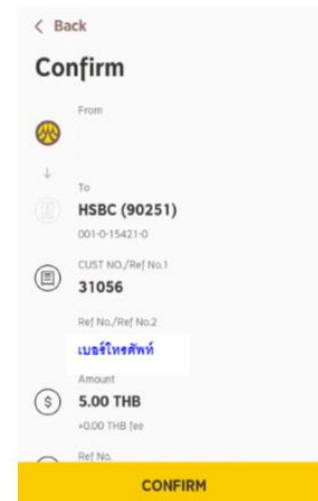 < Back
Confirm
From
To
HSBC (90251)
001-0-15421-0
CUST NO./Ref No.1
31056
Ref No./Ref No.2
เบอร์โทรศัพท์
Amount
$
5.00 THB
+0.00 THB fee
Ref No.
CONFIRM